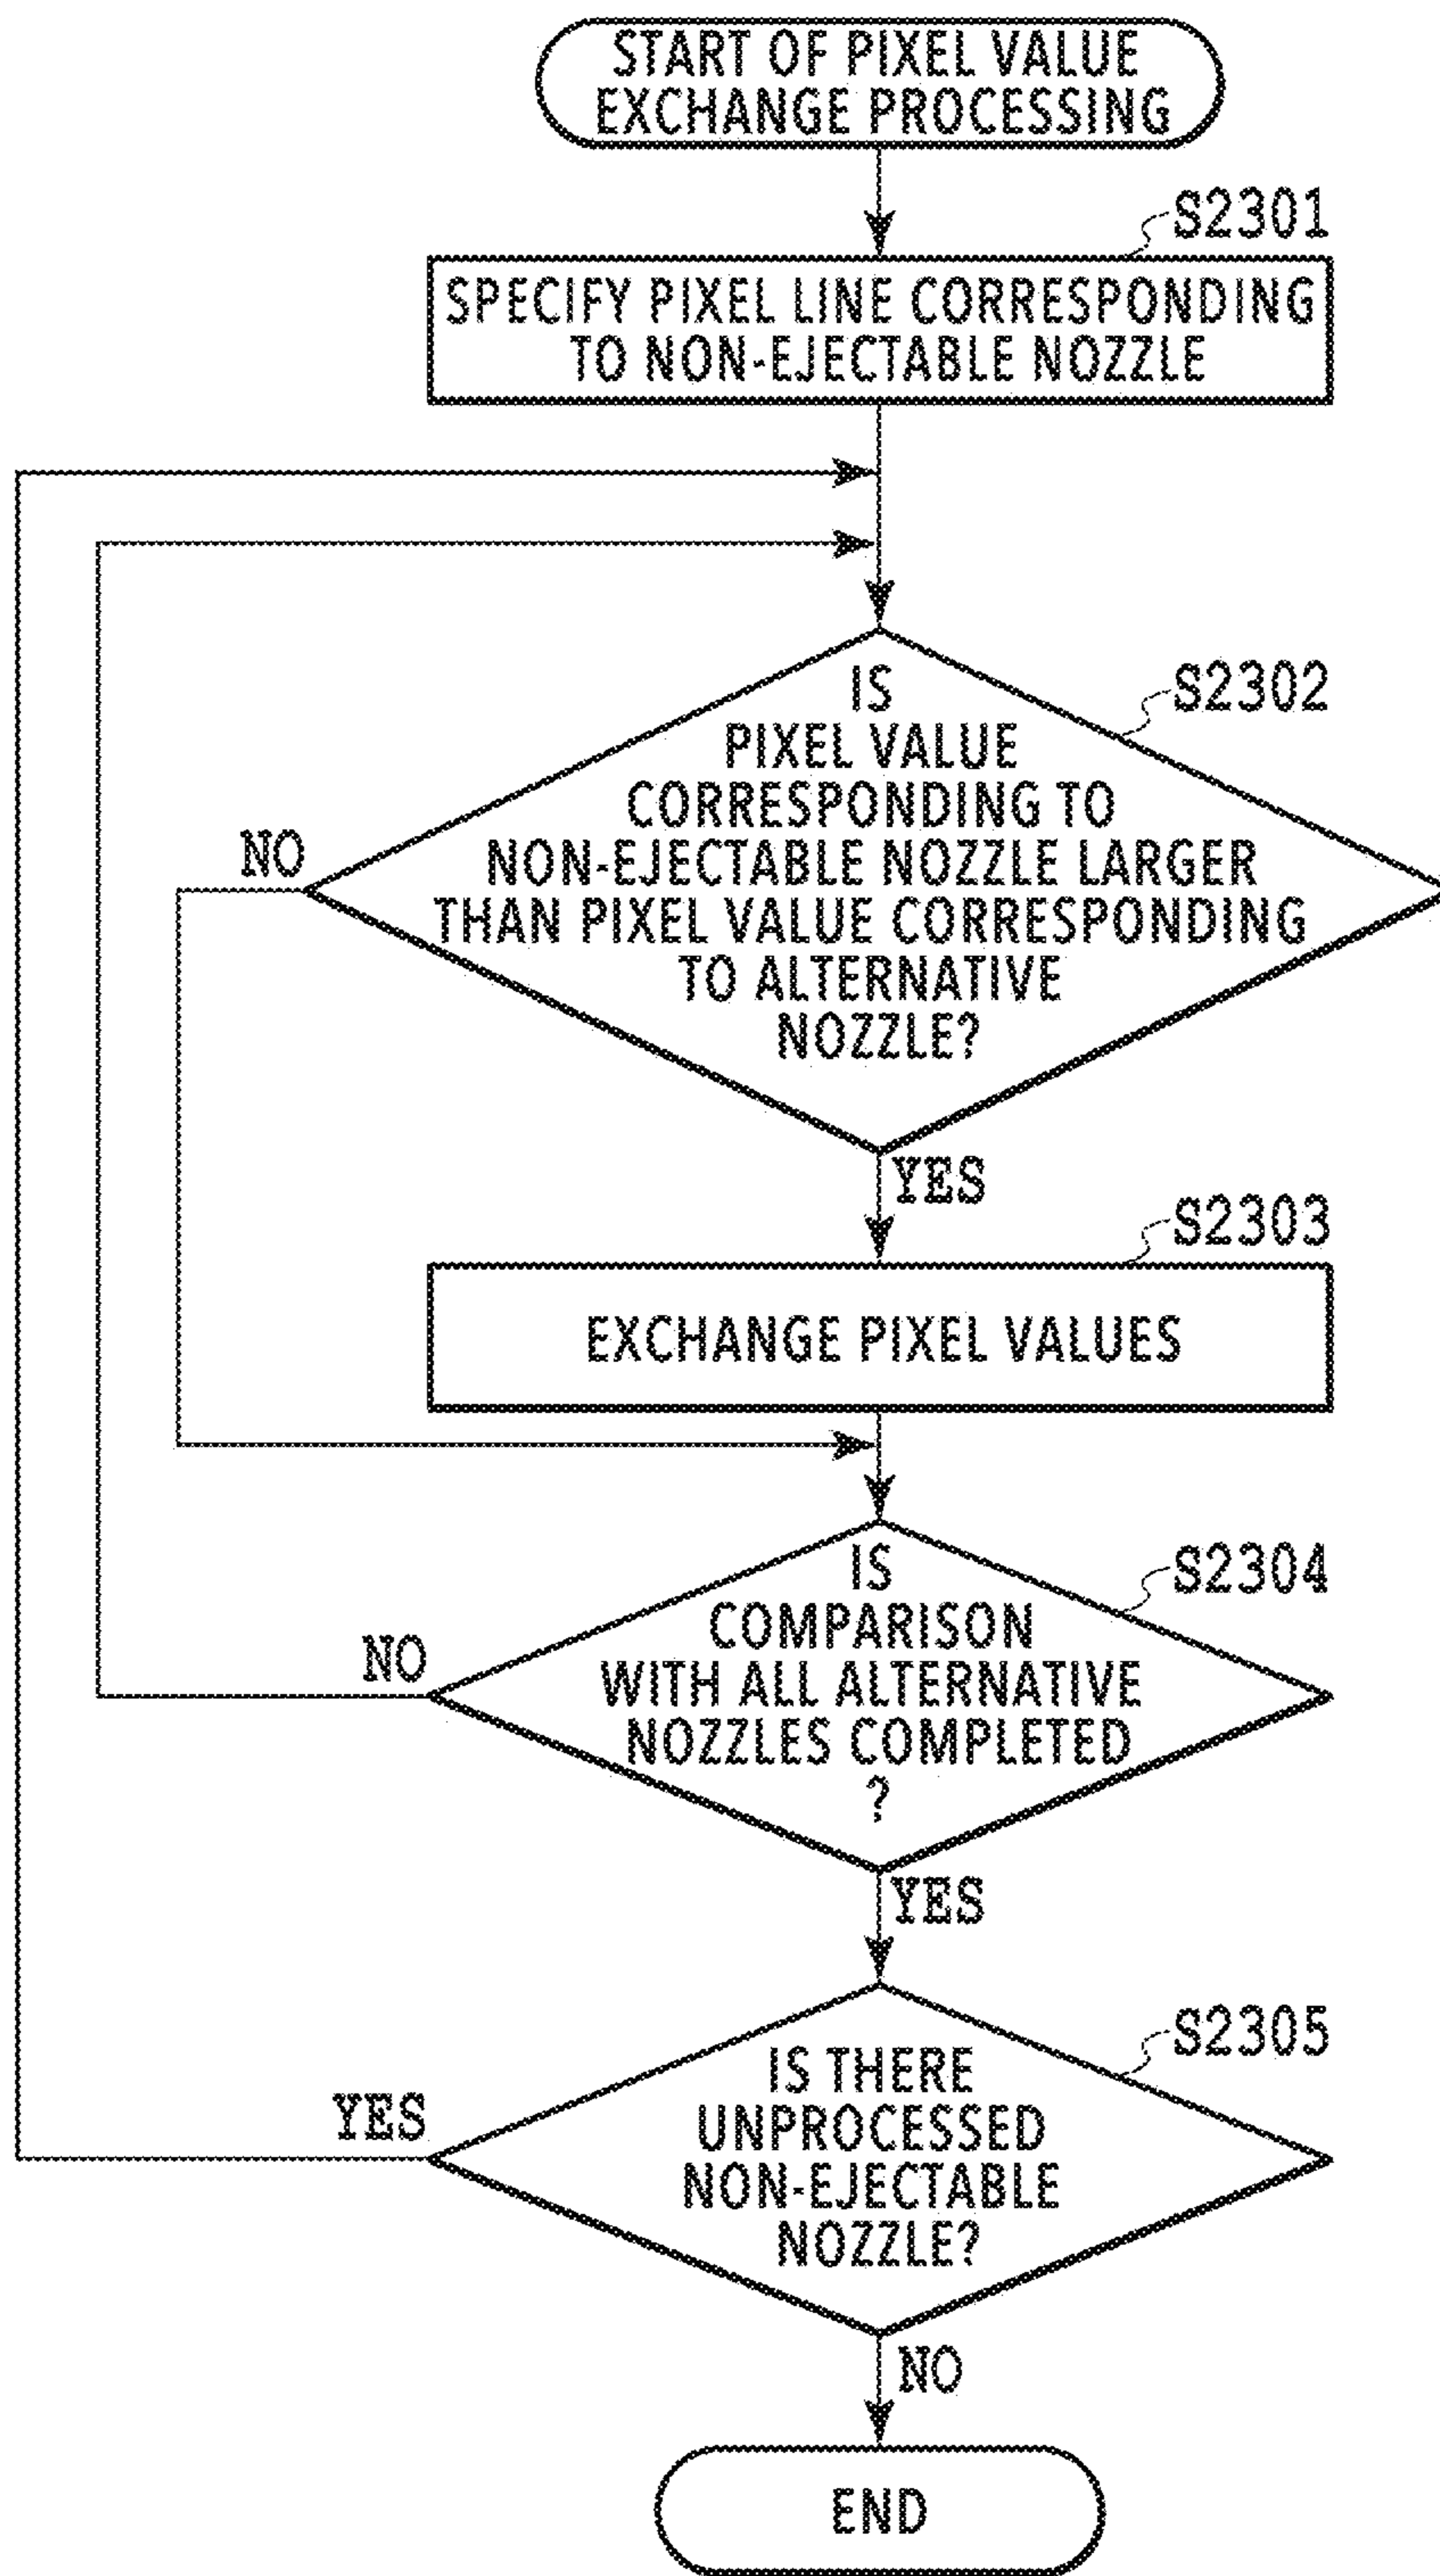 START OF PIXEL VALUE
EXCHANGE PROCESSING
S2301
SPECIFY PIXEL LINE CORRESPONDING
TO NON-EJECTABLE NOZZLE
S2302
IS
PIXEL VALUE
CORRESPONDING TO
NON-EJECTABLE NOZZLE LARGER
THAN PIXEL VALUE CORRESPONDING
TO ALTERNATIVE
NOZZLE?
NO
YES
S2303
EXCHANGE PIXEL VALUES
S2304
IS
COMPARISON
WITH ALL ALTERNATIVE
NOZZLES COMPLETED
?
NO
YES
S2305
IS THERE
UNPROCESSED
NON-EJECTABLE
NOZZLE?
YES
NO
END